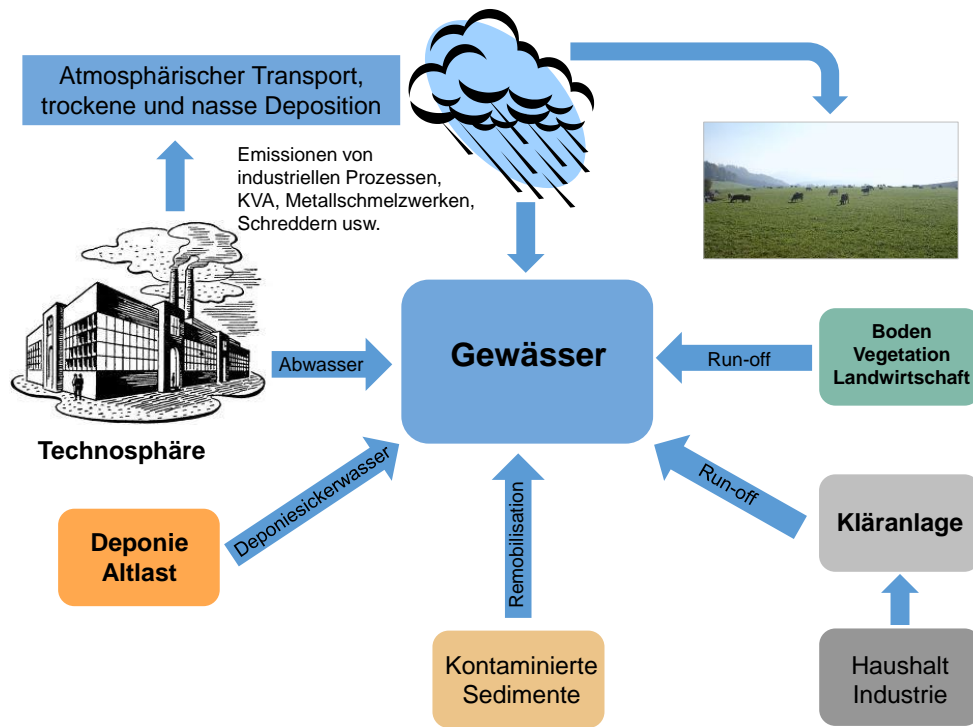 Atmosphärischer Transport,
trockene und nasse Deposition
Emissionen von
industriellen Prozessen,
KVA, Metallschmelzwerken,
Schreddern usw.
Gewässer
Abwasser
Run-off
Boden
Vegetation
Landwirtschaft
Technosphäre
Deponiesickerwasser
Remobilisation
Run-off
Deponie
Altlast
Kläranlage
Kontaminierte
Sedimente
Haushalt
Industrie